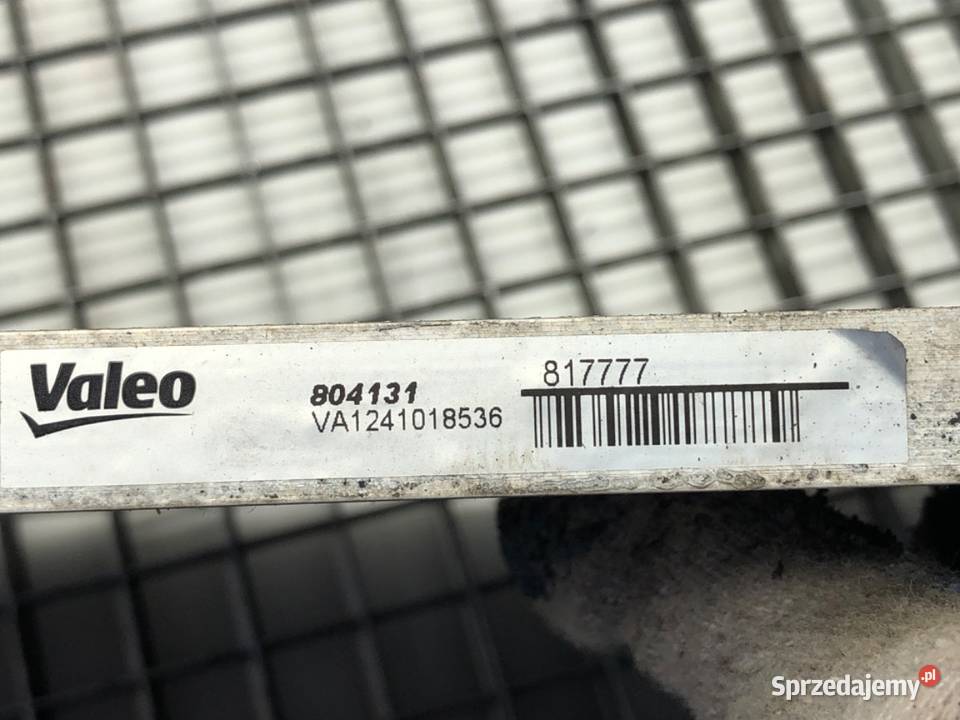 Valeo
804131
VA1241018536
817777
Sprzedajemy.pl